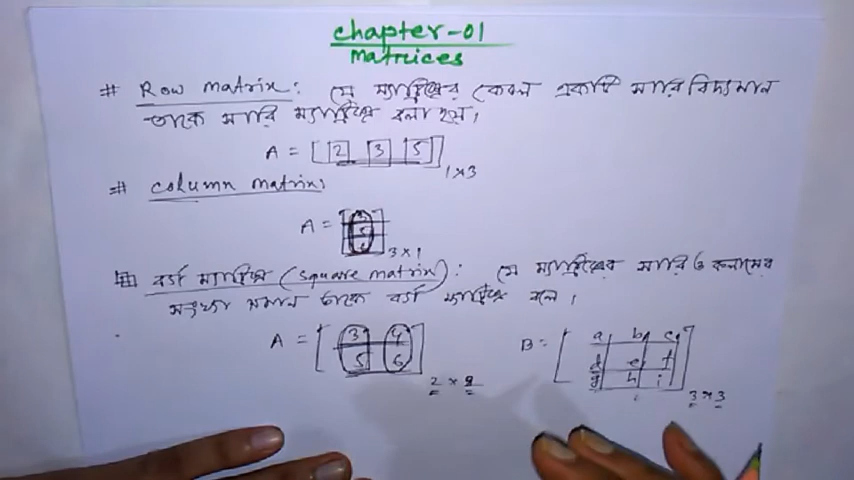 chapter-01
Matrices
# Row matrix: যে ম্যাট্রিক্সের কেবল একটি সারি বিদ্যমান
তাকে সারি ম্যাট্রিক্স বলা হয়।
A = [2 3 5] 1×3
# column matrix:
A = 3×1
বর্গ ম্যাট্রিক্স (square matrix): যে ম্যাট্রিক্সের সারি ও কলামের
সংখ্যা সমান তাকে বর্গ ম্যাট্রিক্স বলে।
A = [ 3 4 B = [ a b c
5 6 ] 2×2 d e f
g h i ] 3×3